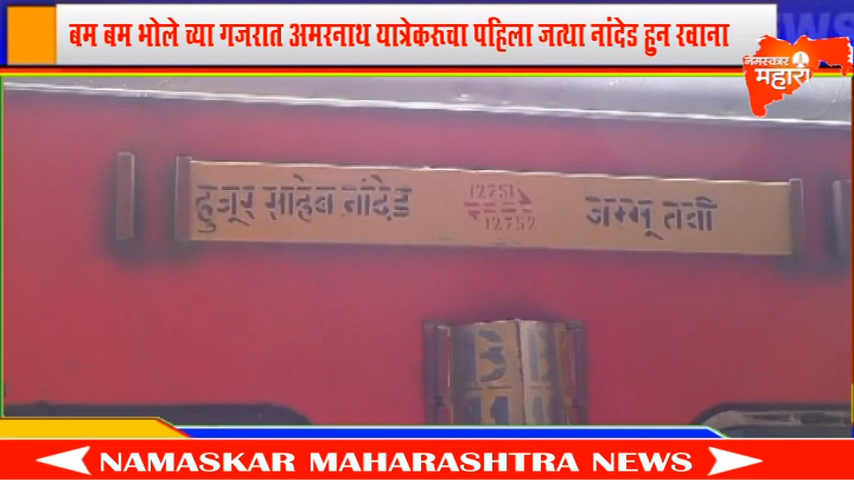 बम बम भोले च्या गजरात अमरनाथ यात्रेकरूचा पहिला जत्था नांदेड हुन रवाना
नमस्कार
महारा
हुजूर साहेब नांदेड
12751
12752
जम्मू तवी
NAMASKAR MAHARASHTRA NEWS